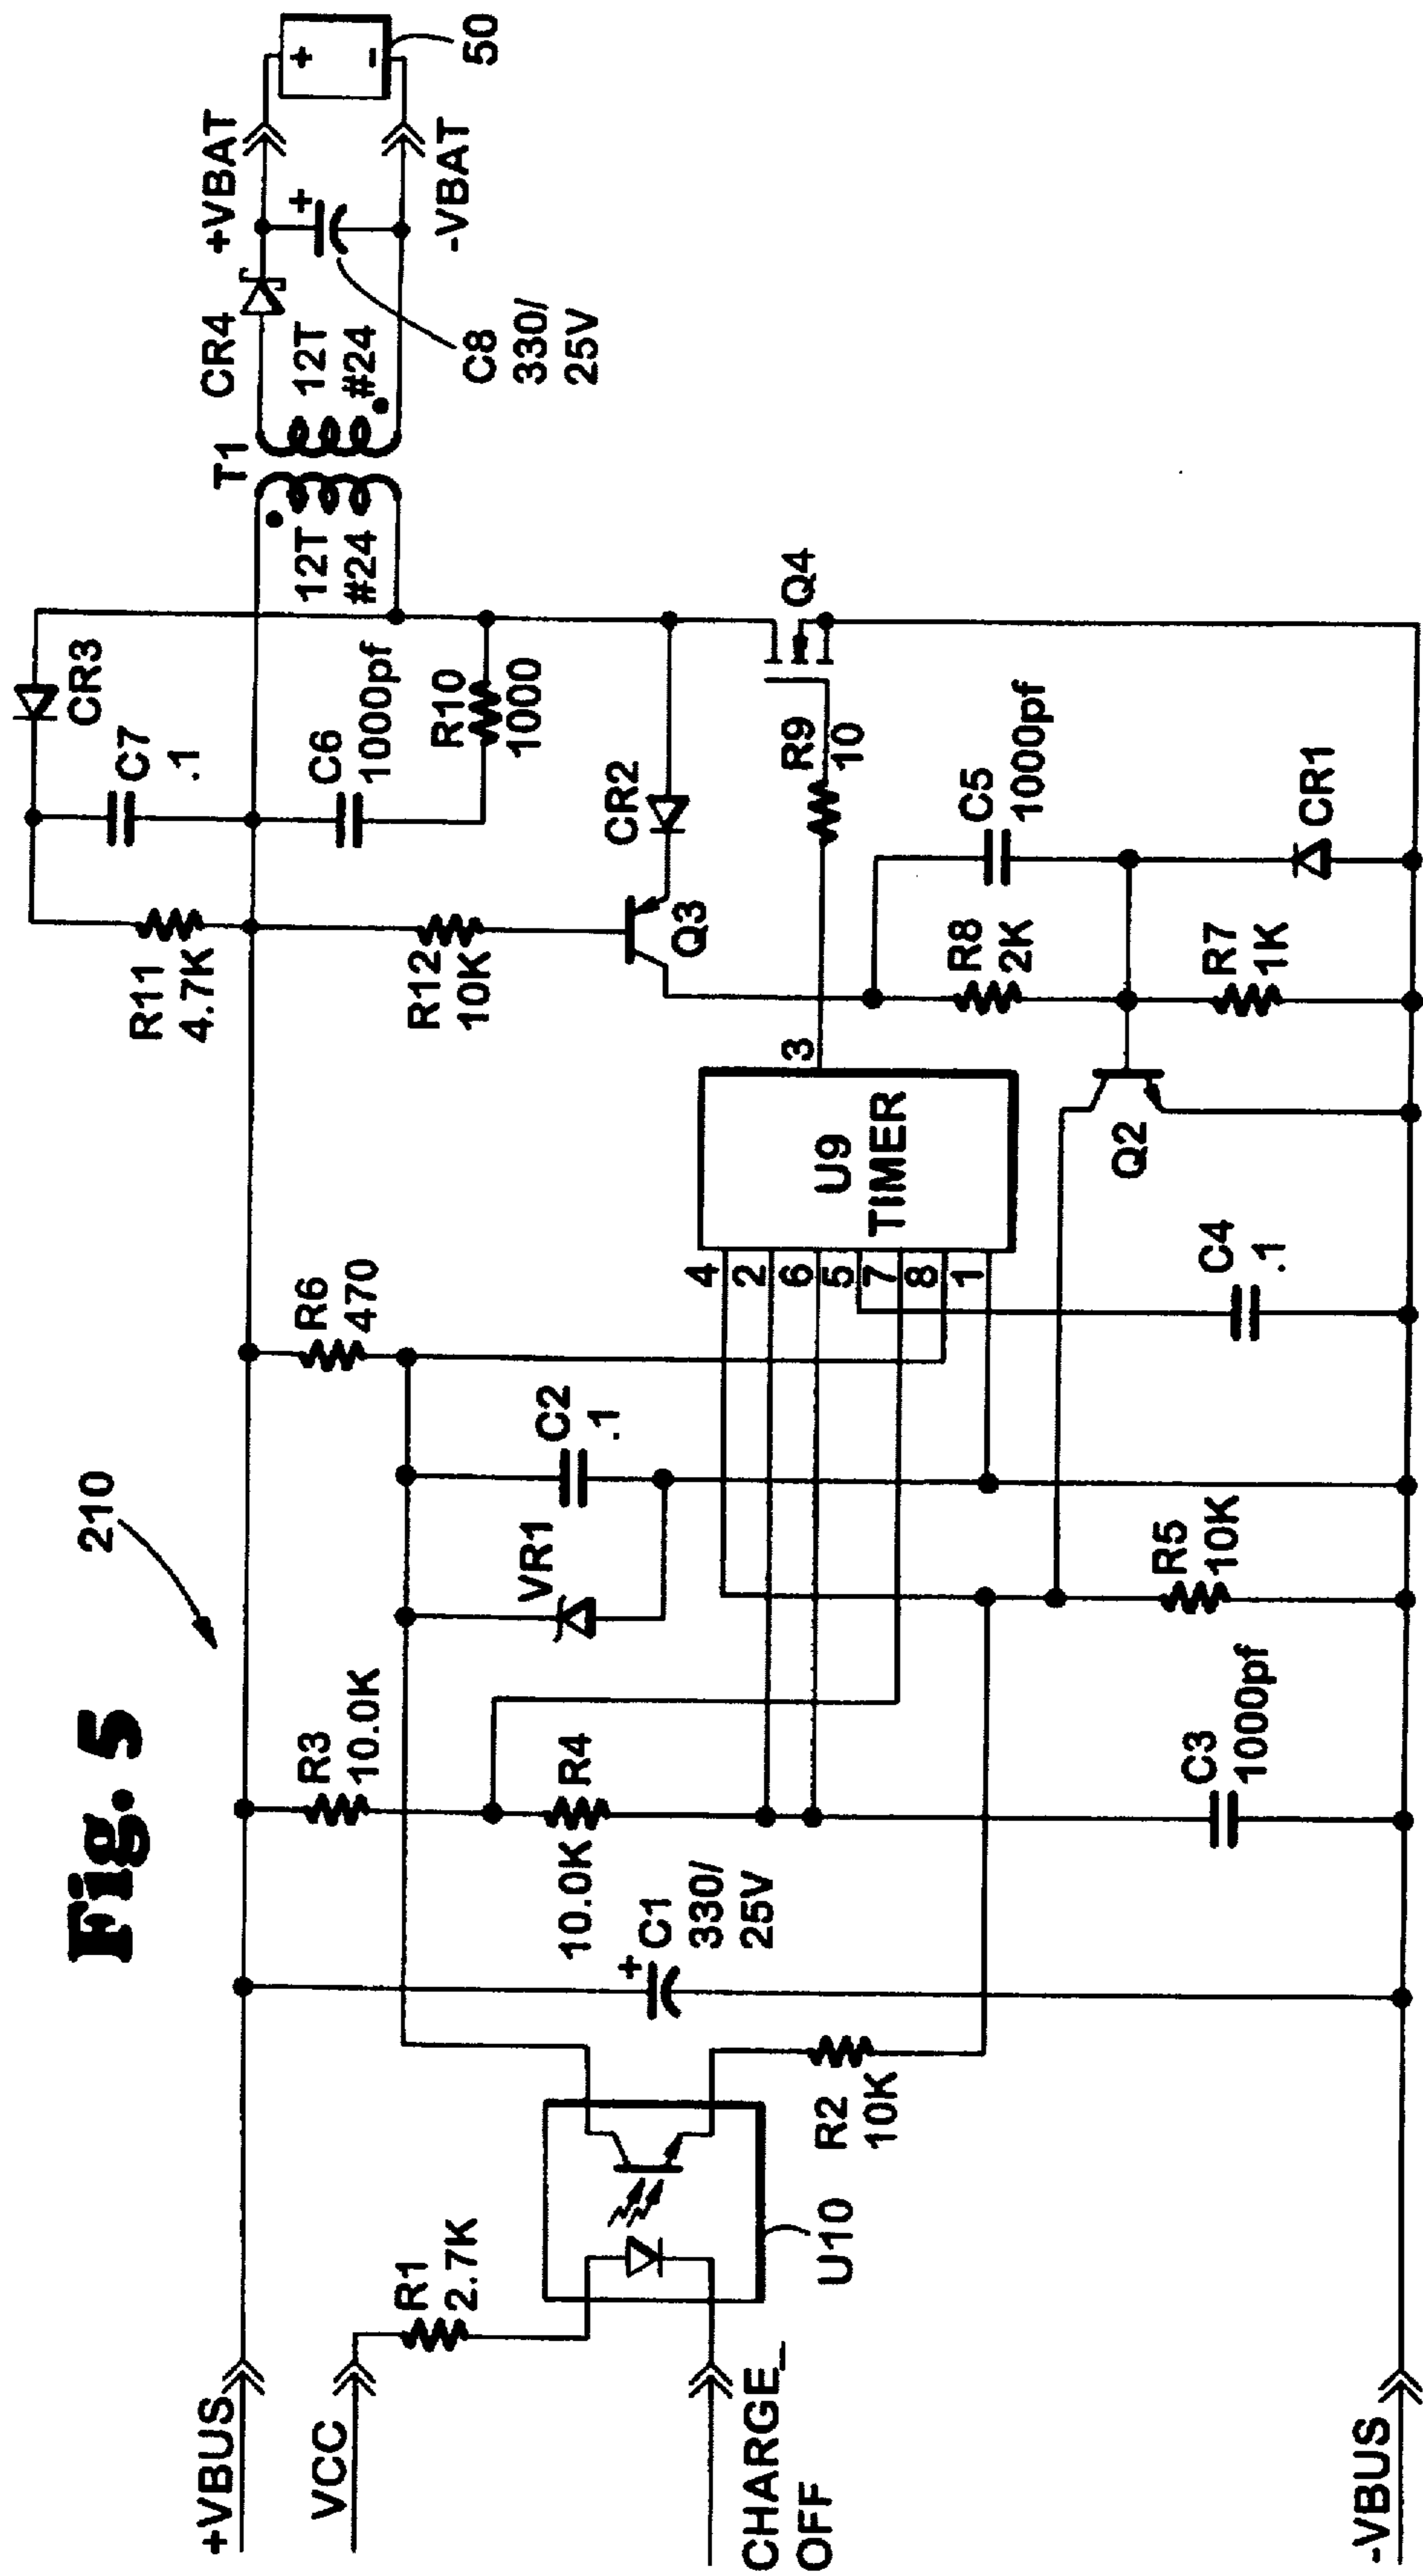 Fig. 5
210
+VBUS
VCC
CHARGE_
OFF
-VBUS
R1
2.7K
U10
R2
10K
C1
+
330/
25V
R3
10.0K
R4
10.0K
C3
1000pf
VR1
C2
.1
R5
10K
R6
470
C4
.1
4
2
6
5
7
8
1
U9
TIMER
3
Q2
R11
4.7K
R12
10K
Q3
R8
2K
R7
1K
C7
.1
CR3
C6
1000pf
R10
1000
CR2
R9
10
C5
1000pf
CR1
Q4
T1
12T
#24
12T
#24
CR4
+VBAT
+
C8
330/
25V
-VBAT
+
-
50